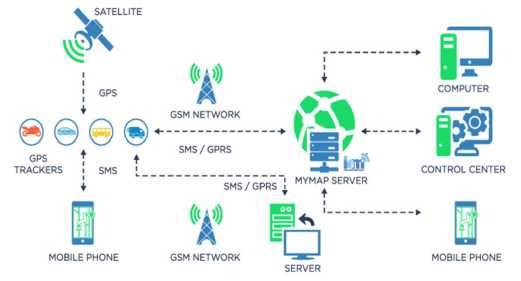 SATELLITE
GPS
GSM NETWORK
COMPUTER
GPS
TRACKERS
SMS
SMS / GPRS
MYMAP SERVER
CONTROL CENTER
SMS / GPRS
MOBILE PHONE
GSM NETWORK
SERVER
MOBILE PHONE